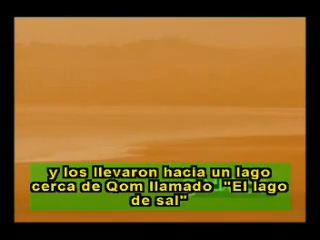 y los llevaron hacia un lago
cerca de Qom llamado "El lago
de sal"